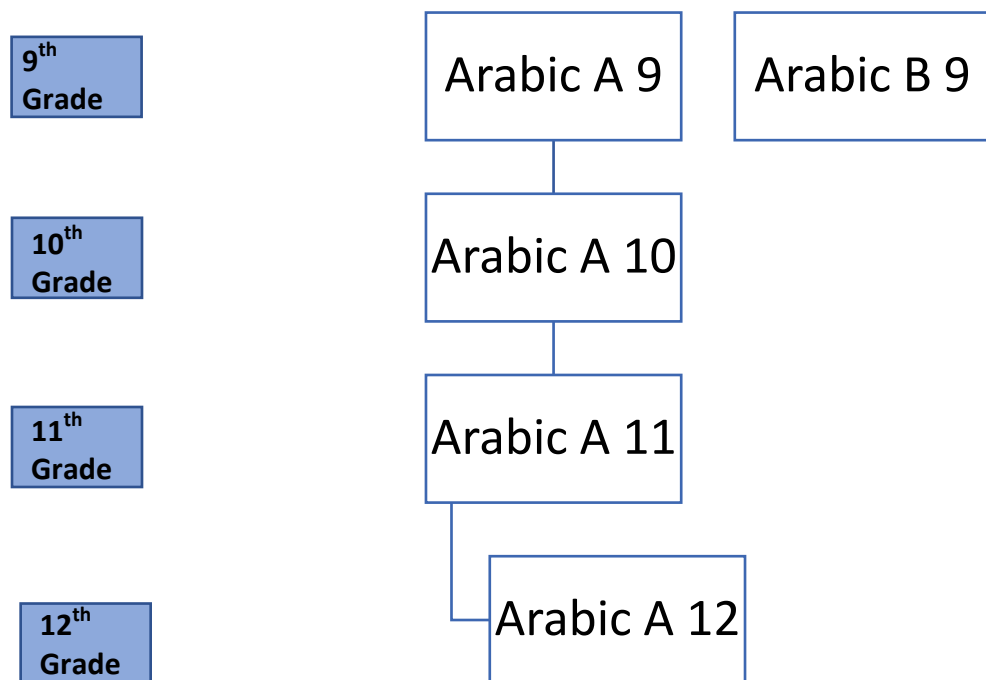 9th
Grade
Arabic A 9
Arabic B 9
10th
Grade
Arabic A 10
11th
Grade
Arabic A 11
12th
Grade
Arabic A 12